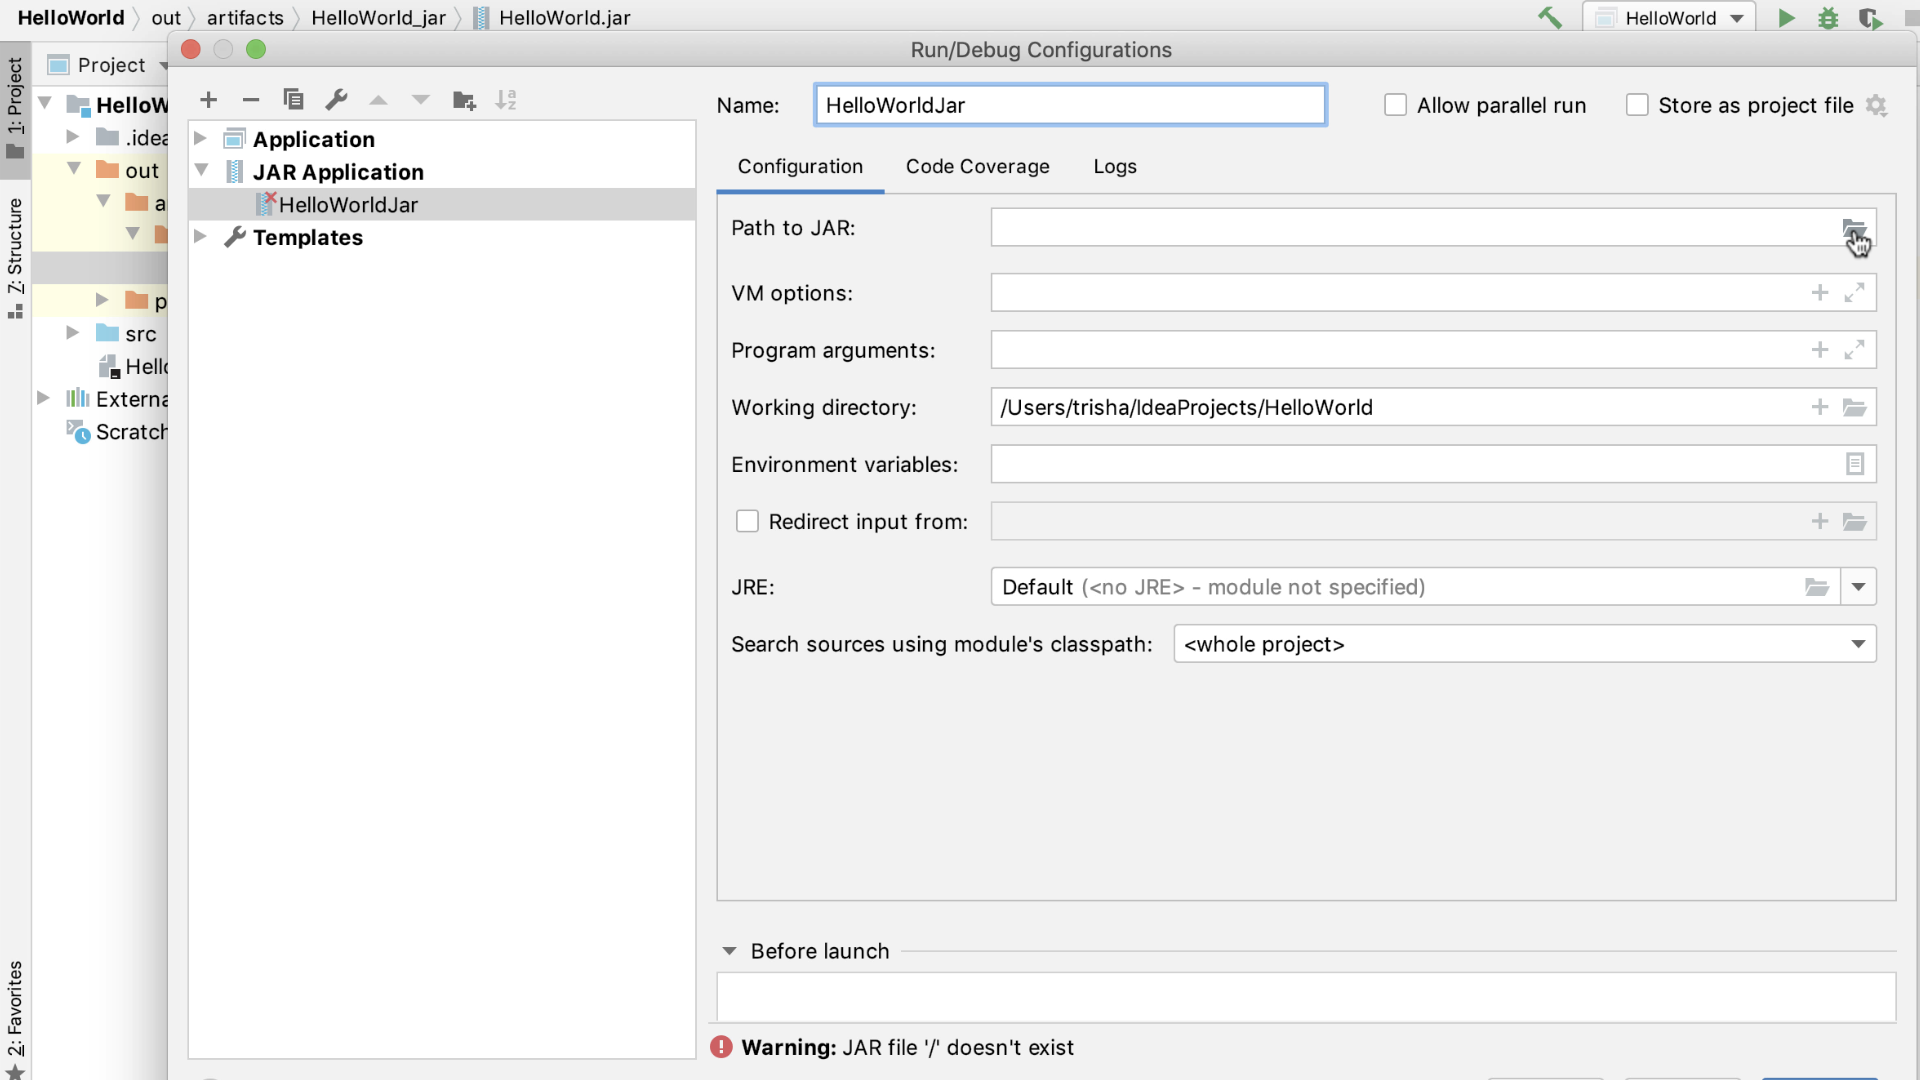 HelloWorld out artifacts HelloWorld_jar HelloWorld.jar HelloWorld
Run/Debug Configurations
1: Project
Z: Structure
2: Favorites
Project
HelloW
.idea
out
a
p
src
Hello
Externa
Scratch
Application
JAR Application
HelloWorldJar
Templates
Name: HelloWorldJar Allow parallel run Store as project file
Configuration Code Coverage Logs
Path to JAR:
VM options:
Program arguments:
Working directory: /Users/trisha/IdeaProjects/HelloWorld
Environment variables:
Redirect input from:
JRE: Default (<no JRE> - module not specified)
Search sources using module's classpath: <whole project>
Before launch
Warning: JAR file '/' doesn't exist